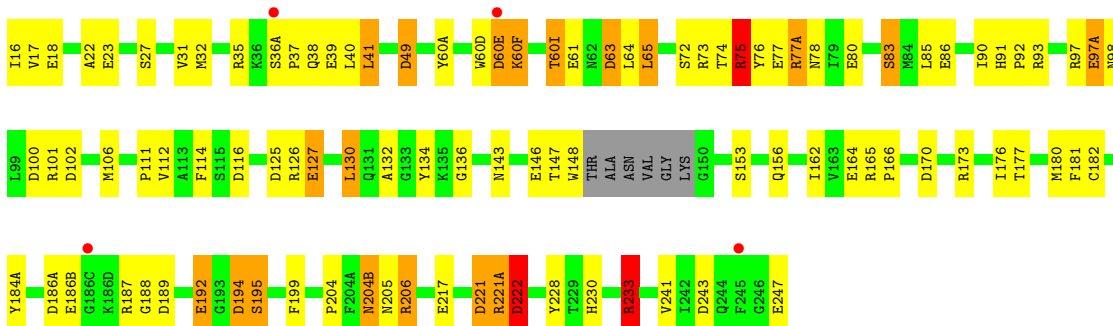 I16 V17 E18 A22 E23 S27 V31 M32 R35 K36 S36A P37 Q38 E39 L40 L41 D49 Y60A W60D D60E K60F T60I E61 N62 D63 L64 L65 S72 R73 T74 R75 Y76 E77 R77A N78 I79 E80 S83 M84 L85 E86 I90 H91 P92 R93 R97 E97A N98
L99 D100 R101 D102 M106 P111 V112 A113 F114 S115 D116 D125 R126 E127 L130 Q131 A132 G133 Y134 K135 G136 N143 E146 T147 W148 THR ALA ASN VAL GLY LYS G150 S153 Q156 I162 V163 E164 R165 P166 D170 R173 I176 T177 M180 F181 C182
Y184A D186A E186B G186C K186D R187 G188 D189 E192 G193 D194 S195 F199 P204 F204A N204B N205 R206 E217 D221 R221A D222 Y228 T229 H230 R233 V241 I242 D243 Q244 F245 G246 E247